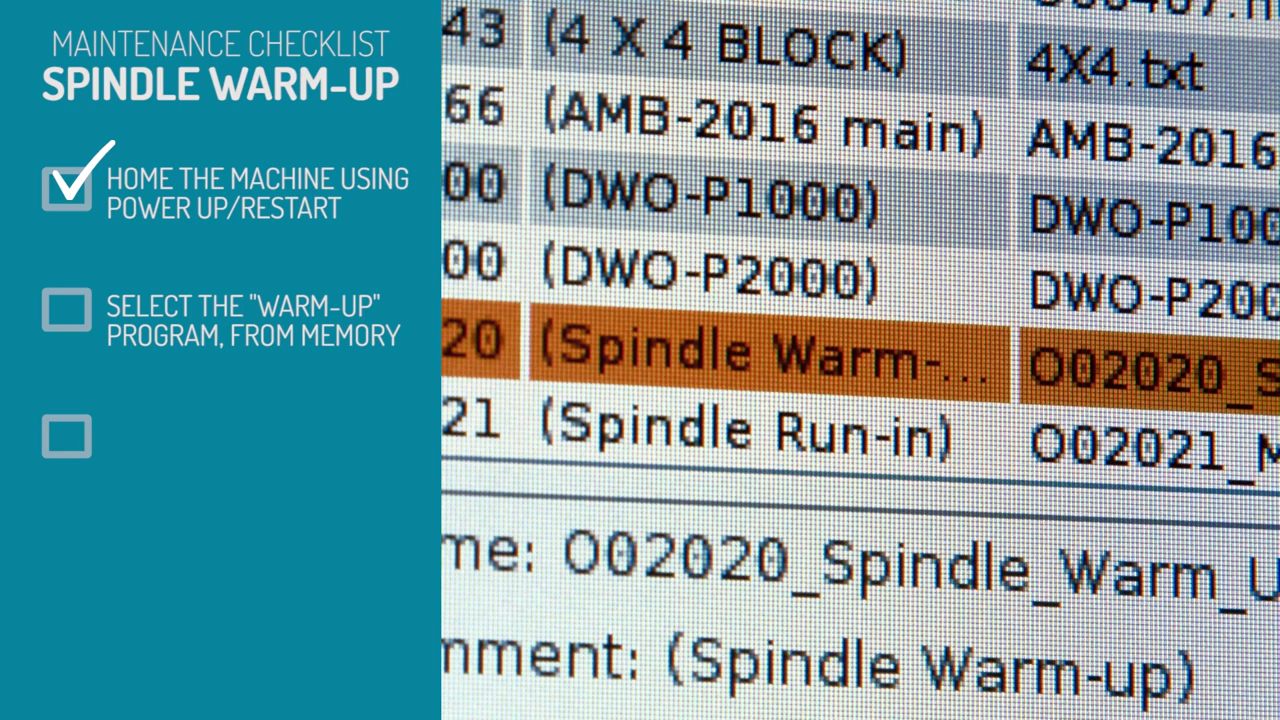 MAINTENANCE CHECKLIST
SPINDLE WARM-UP
HOME THE MACHINE USING
POWER UP/RESTART
SELECT THE "WARM-UP"
PROGRAM, FROM MEMORY
43 (4 X 4 BLOCK) 4X4.txt
66 (AMB-2016 main) AMB-2016
00 (DWO-P1000) DWO-P100
00 (DWO-P2000) DWO-P200
20 (Spindle Warm-... O02020_S
21 (Spindle Run-in) O02021_M
me: O02020_Spindle_Warm_U
mment: (Spindle Warm-up)